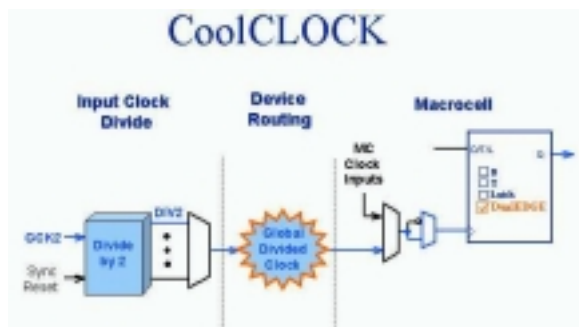 CoolCLOCK
Input Clock
Divide
Device
Routing
Macrocell
MC
Clock
Inputs
D/T/L
Q
D
T
Latch
DualEDGE
DIV2
GCK2
Divide
by 2
Global
Divided
Clock
Sync
Reset